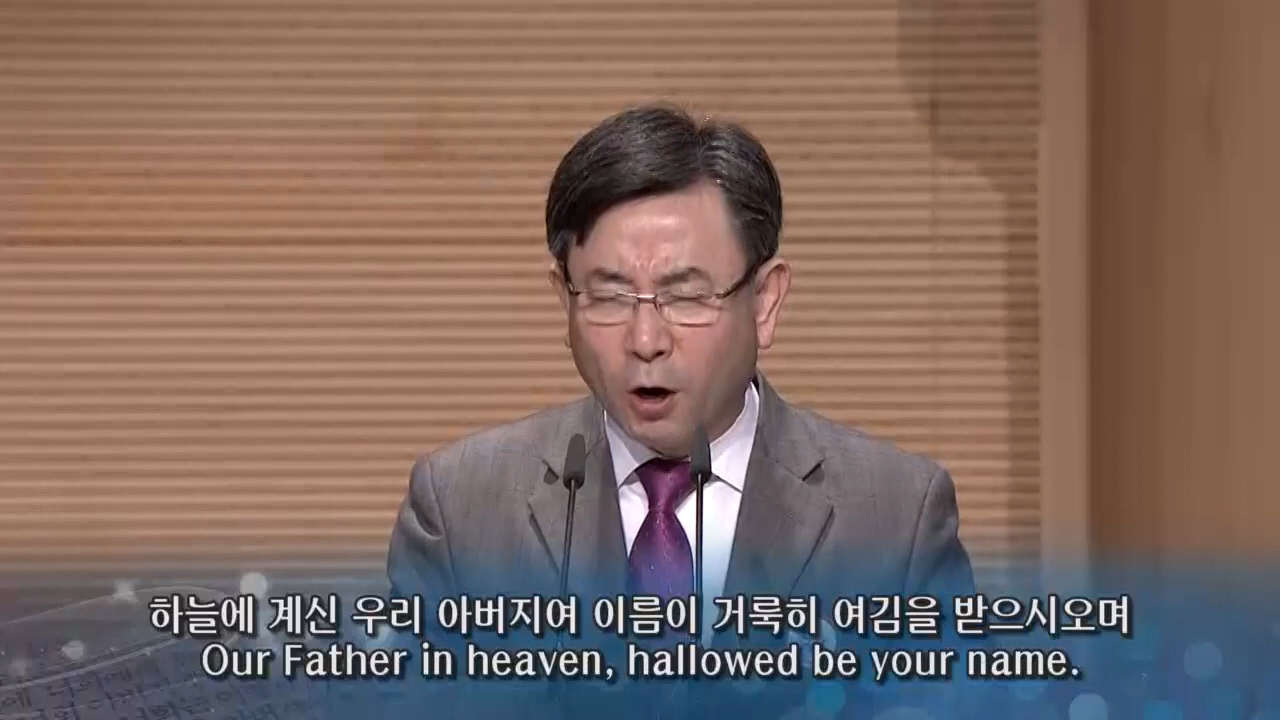 하늘에 계신 우리 아버지여 이름이 거룩히 여김을 받으시오며
Our Father in heaven, hallowed be your name.